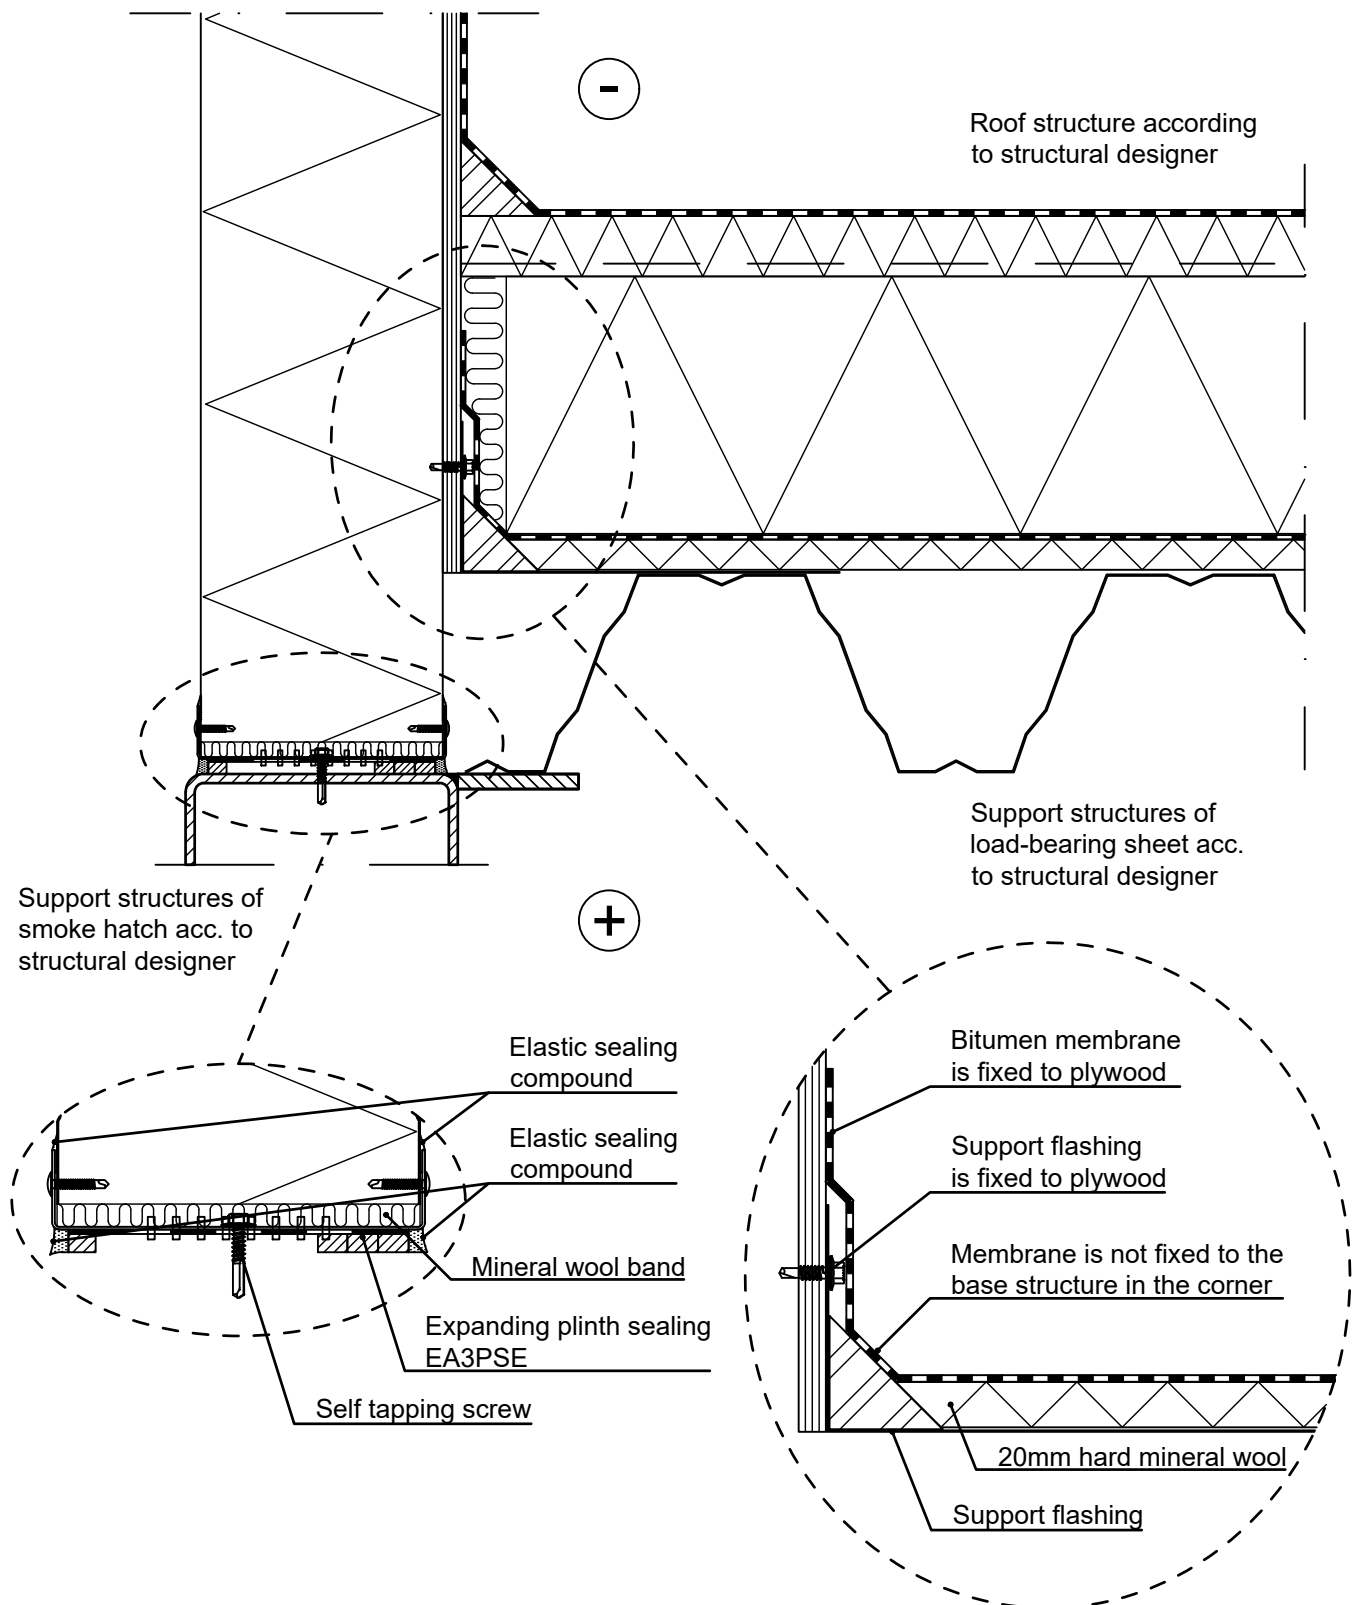 -
Roof structure according
to structural designer
Support structures of
load-bearing sheet acc.
to structural designer
Support structures of
smoke hatch acc. to
structural designer
+
Elastic sealing
compound
Elastic sealing
compound
Mineral wool band
Expanding plinth sealing
EA3PSE
Self tapping screw
Bitumen membrane
is fixed to plywood
Support flashing
is fixed to plywood
Membrane is not fixed to the
base structure in the corner
20mm hard mineral wool
Support flashing